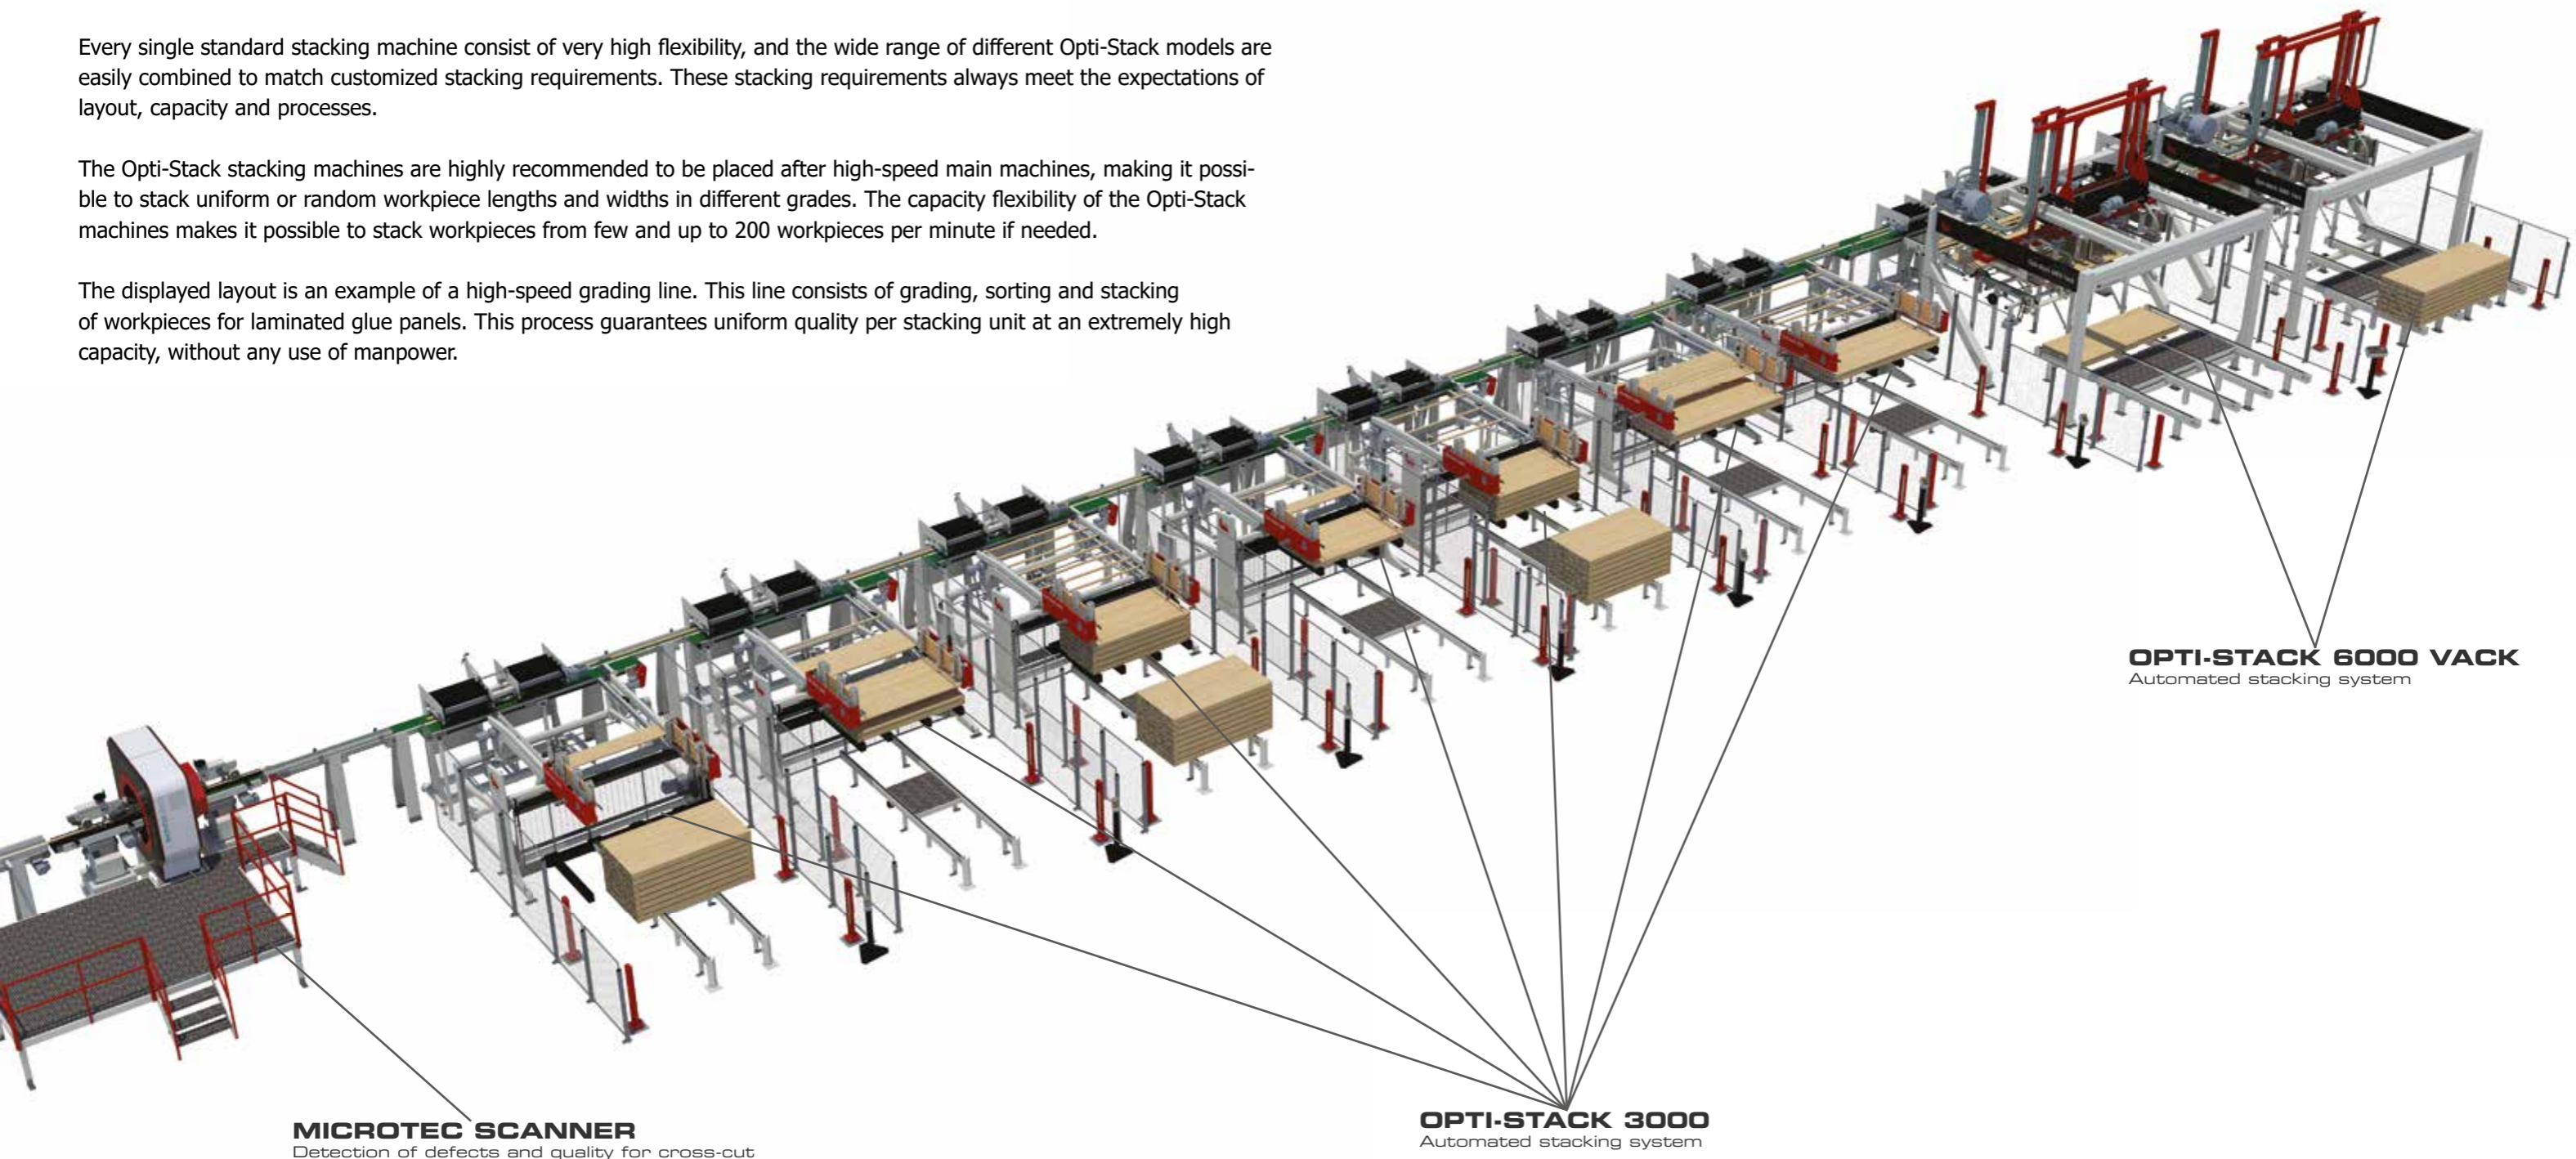 Every single standard stacking machine consist of very high flexibility, and the wide range of different Opti-Stack models are
easily combined to match customized stacking requirements. These stacking requirements always meet the expectations of
layout, capacity and processes.
The Opti-Stack stacking machines are highly recommended to be placed after high-speed main machines, making it possi-
ble to stack uniform or random workpiece lengths and widths in different grades. The capacity flexibility of the Opti-Stack
machines makes it possible to stack workpieces from few and up to 200 workpieces per minute if needed.
The displayed layout is an example of a high-speed grading line. This line consists of grading, sorting and stacking
of workpieces for laminated glue panels. This process guarantees uniform quality per stacking unit at an extremely high
capacity, without any use of manpower.
OPTI-STACK 6000 VACK
Automated stacking system
OPTI-STACK 3000
Automated stacking system
MICROTEC SCANNER
Detection of defects and quality for cross-cut